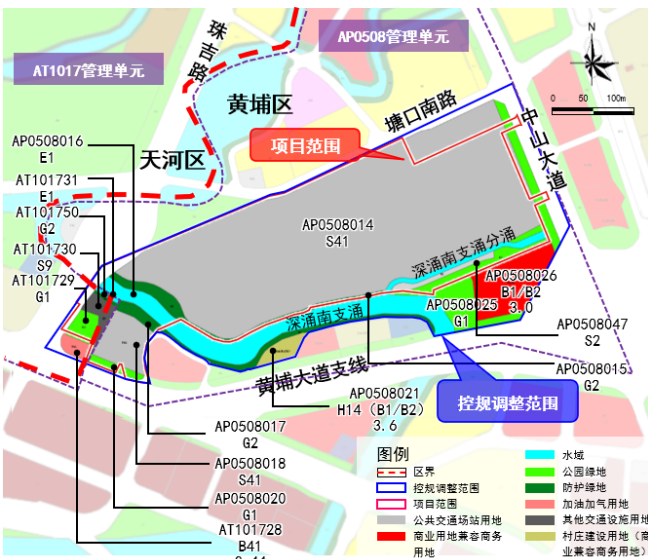 珠吉路
AP0508管理单元
AT1017管理单元
N
0 50 100m
黄埔区
塘口南路
中山大道
项目范围
天河区
AP0508016
E1
AT101731
E1
AT101750
G2
AT101730
S9
AT101729
G1
AP0508014
S41
深涌南支涌分涌
AP0508026
B1/B2
3.0
AP0508025
G1
深涌南支涌
AP0508047
S2
AP0508015
G2
黄埔大道支线
控规调整范围
AP0508021
H14（B1/B2）
3.6
AP0508017
G2
AP0508018
S41
AP0508020
G1
AT101728
B41
图例
区界
控规调整范围
项目范围
公共交通场站用地
商业用地兼容商务
用地
水域
公园绿地
防护绿地
加油加气用地
其他交通设施用地
村庄建设用地（商
业兼容商务用地）